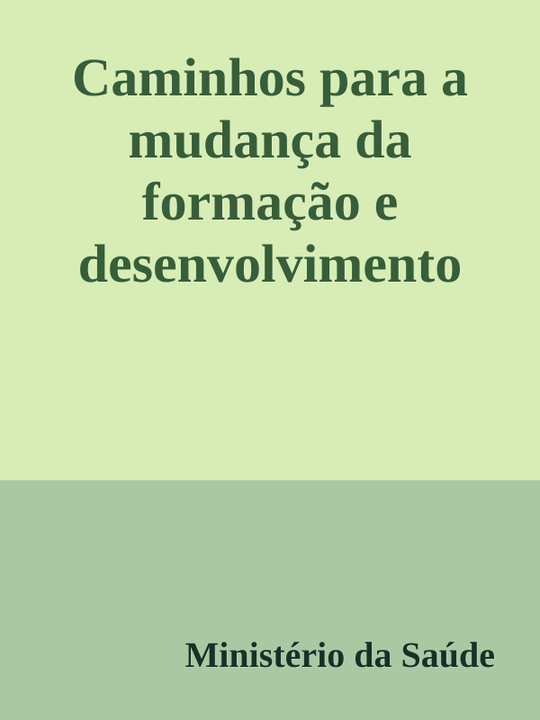 Caminhos para a
mudança da
formação e
desenvolvimento
Ministério da Saúde